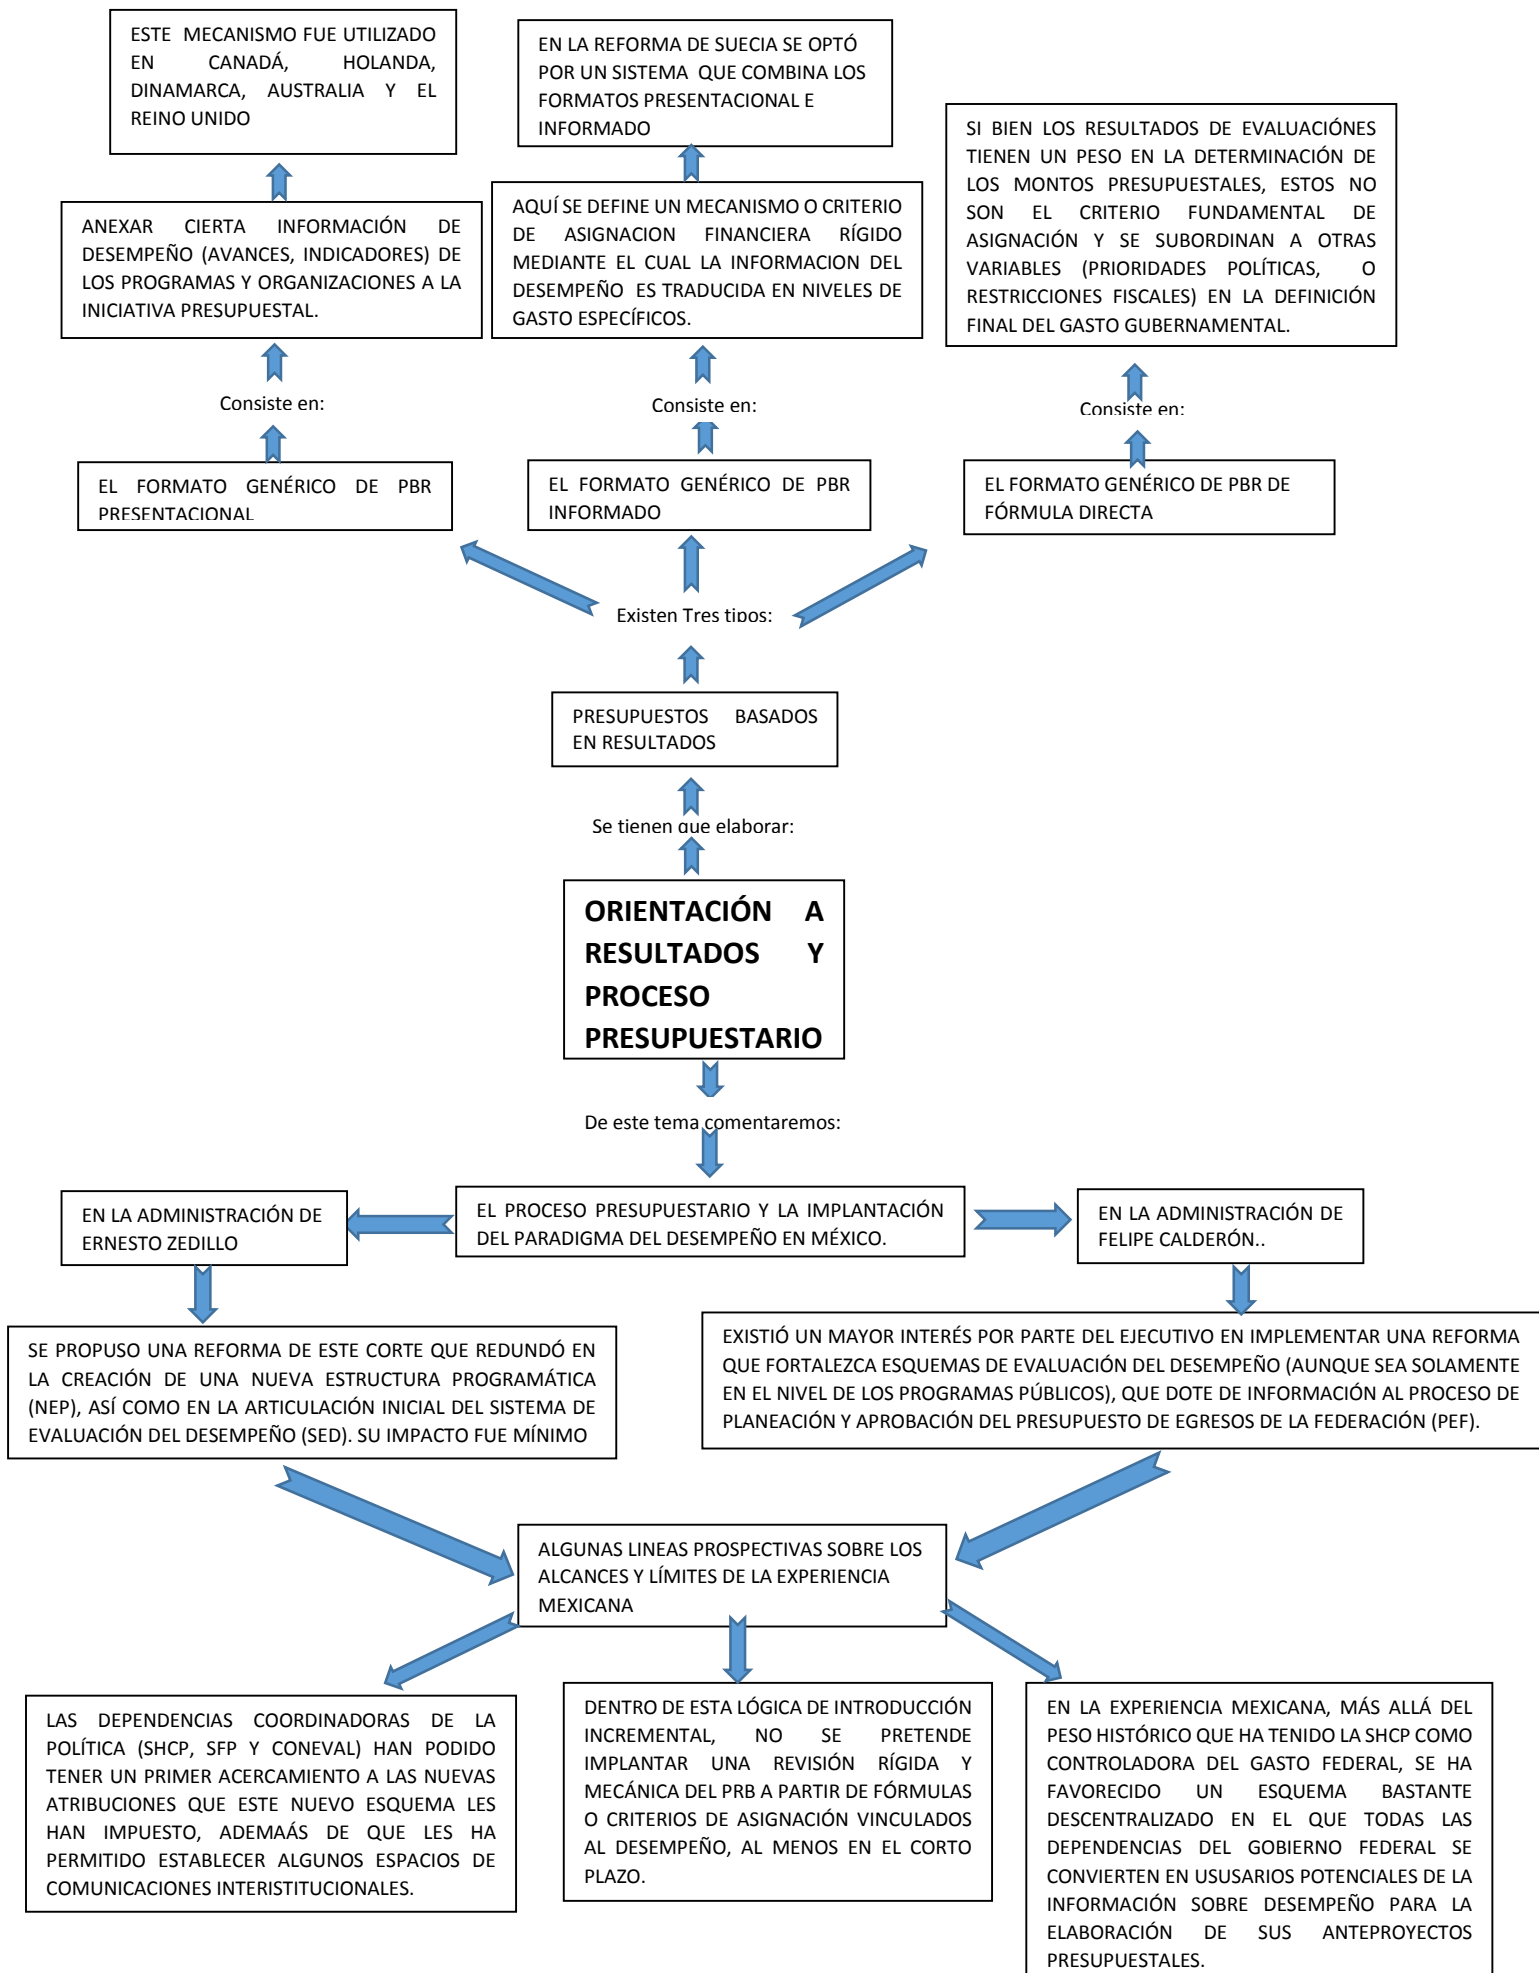 ESTE MECANISMO FUE UTILIZADO
EN CANADÁ, HOLANDA,
DINAMARCA, AUSTRALIA Y EL
REINO UNIDO
EN LA REFORMA DE SUECIA SE OPTÓ
POR UN SISTEMA QUE COMBINA LOS
FORMATOS PRESENTACIONAL E
INFORMADO
SI BIEN LOS RESULTADOS DE EVALUACIÓNES
TIENEN UN PESO EN LA DETERMINACIÓN DE
LOS MONTOS PRESUPUESTALES, ESTOS NO
SON EL CRITERIO FUNDAMENTAL DE
ASIGNACIÓN Y SE SUBORDINAN A OTRAS
VARIABLES (PRIORIDADES POLÍTICAS, O
RESTRICCIONES FISCALES) EN LA DEFINICIÓN
FINAL DEL GASTO GUBERNAMENTAL.
ANEXAR CIERTA INFORMACIÓN DE
DESEMPEÑO (AVANCES, INDICADORES) DE
LOS PROGRAMAS Y ORGANIZACIONES A LA
INICIATIVA PRESUPUESTAL.
AQUÍ SE DEFINE UN MECANISMO O CRITERIO
DE ASIGNACION FINANCIERA RÍGIDO
MEDIANTE EL CUAL LA INFORMACION DEL
DESEMPEÑO ES TRADUCIDA EN NIVELES DE
GASTO ESPECÍFICOS.
Consiste en:
Consiste en:
Consiste en:
EL FORMATO GENÉRICO DE PBR
PRESENTACIONAL
EL FORMATO GENÉRICO DE PBR
INFORMADO
EL FORMATO GENÉRICO DE PBR DE
FÓRMULA DIRECTA
Existen Tres tipos:
PRESUPUESTOS BASADOS
EN RESULTADOS
Se tienen que elaborar:
ORIENTACIÓN A
RESULTADOS Y
PROCESO
PRESUPUESTARIO
De este tema comentaremos:
EN LA ADMINISTRACIÓN DE
ERNESTO ZEDILLO
EL PROCESO PRESUPUESTARIO Y LA IMPLANTACIÓN
DEL PARADIGMA DEL DESEMPEÑO EN MÉXICO.
EN LA ADMINISTRACIÓN DE
FELIPE CALDERÓN..
SE PROPUSO UNA REFORMA DE ESTE CORTE QUE REDUNDÓ EN
LA CREACIÓN DE UNA NUEVA ESTRUCTURA PROGRAMÁTICA
(NEP), ASÍ COMO EN LA ARTICULACIÓN INICIAL DEL SISTEMA DE
EVALUACIÓN DEL DESEMPEÑO (SED). SU IMPACTO FUE MÍNIMO
EXISTIÓ UN MAYOR INTERÉS POR PARTE DEL EJECUTIVO EN IMPLEMENTAR UNA REFORMA
QUE FORTALEZCA ESQUEMAS DE EVALUACIÓN DEL DESEMPEÑO (AUNQUE SEA SOLAMENTE
EN EL NIVEL DE LOS PROGRAMAS PÚBLICOS), QUE DOTE DE INFORMACIÓN AL PROCESO DE
PLANEACIÓN Y APROBACIÓN DEL PRESUPUESTO DE EGRESOS DE LA FEDERACIÓN (PEF).
ALGUNAS LINEAS PROSPECTIVAS SOBRE LOS
ALCANCES Y LÍMITES DE LA EXPERIENCIA
MEXICANA
LAS DEPENDENCIAS COORDINADORAS DE LA
POLÍTICA (SHCP, SFP Y CONEVAL) HAN PODIDO
TENER UN PRIMER ACERCAMIENTO A LAS NUEVAS
ATRIBUCIONES QUE ESTE NUEVO ESQUEMA LES
HAN IMPUESTO, ADEMAÁS DE QUE LES HA
PERMITIDO ESTABLECER ALGUNOS ESPACIOS DE
COMUNICACIONES INTERISTITUCIONALES.
DENTRO DE ESTA LÓGICA DE INTRODUCCIÓN
INCREMENTAL, NO SE PRETENDE
IMPLANTAR UNA REVISIÓN RÍGIDA Y
MECÁNICA DEL PRB A PARTIR DE FÓRMULAS
O CRITERIOS DE ASIGNACIÓN VINCULADOS
AL DESEMPEÑO, AL MENOS EN EL CORTO
PLAZO.
EN LA EXPERIENCIA MEXICANA, MÁS ALLÁ DEL
PESO HISTÓRICO QUE HA TENIDO LA SHCP COMO
CONTROLADORA DEL GASTO FEDERAL, SE HA
FAVORECIDO UN ESQUEMA BASTANTE
DESCENTRALIZADO EN EL QUE TODAS LAS
DEPENDENCIAS DEL GOBIERNO FEDERAL SE
CONVIERTEN EN USUSARIOS POTENCIALES DE LA
INFORMACIÓN SOBRE DESEMPEÑO PARA LA
ELABORACIÓN DE SUS ANTEPROYECTOS
PRESUPUESTALES.